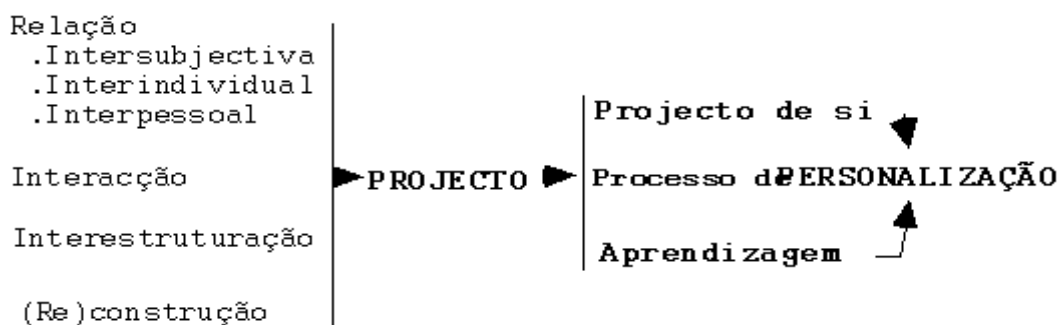 Relação
.Intersubjectiva
.Interindividual
.Interpessoal
Interacção
Interestruturação
(Re)construção
PROJECTO
Projecto de si
Processo de PERSONALIZAÇÃO
Aprendizagem